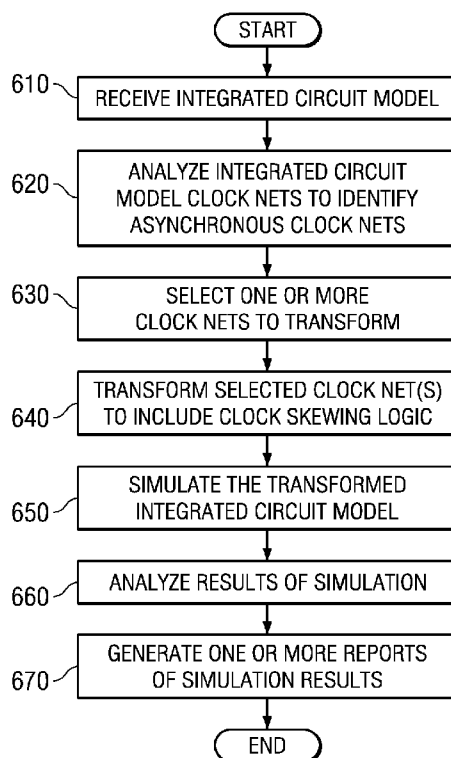 START
610
RECEIVE INTEGRATED CIRCUIT MODEL
620
ANALYZE INTEGRATED CIRCUIT
MODEL CLOCK NETS TO IDENTIFY
ASYNCHRONOUS CLOCK NETS
630
SELECT ONE OR MORE
CLOCK NETS TO TRANSFORM
640
TRANSFORM SELECTED CLOCK NET(S)
TO INCLUDE CLOCK SKEWING LOGIC
650
SIMULATE THE TRANSFORMED
INTEGRATED CIRCUIT MODEL
660
ANALYZE RESULTS OF SIMULATION
670
GENERATE ONE OR MORE REPORTS
OF SIMULATION RESULTS
END